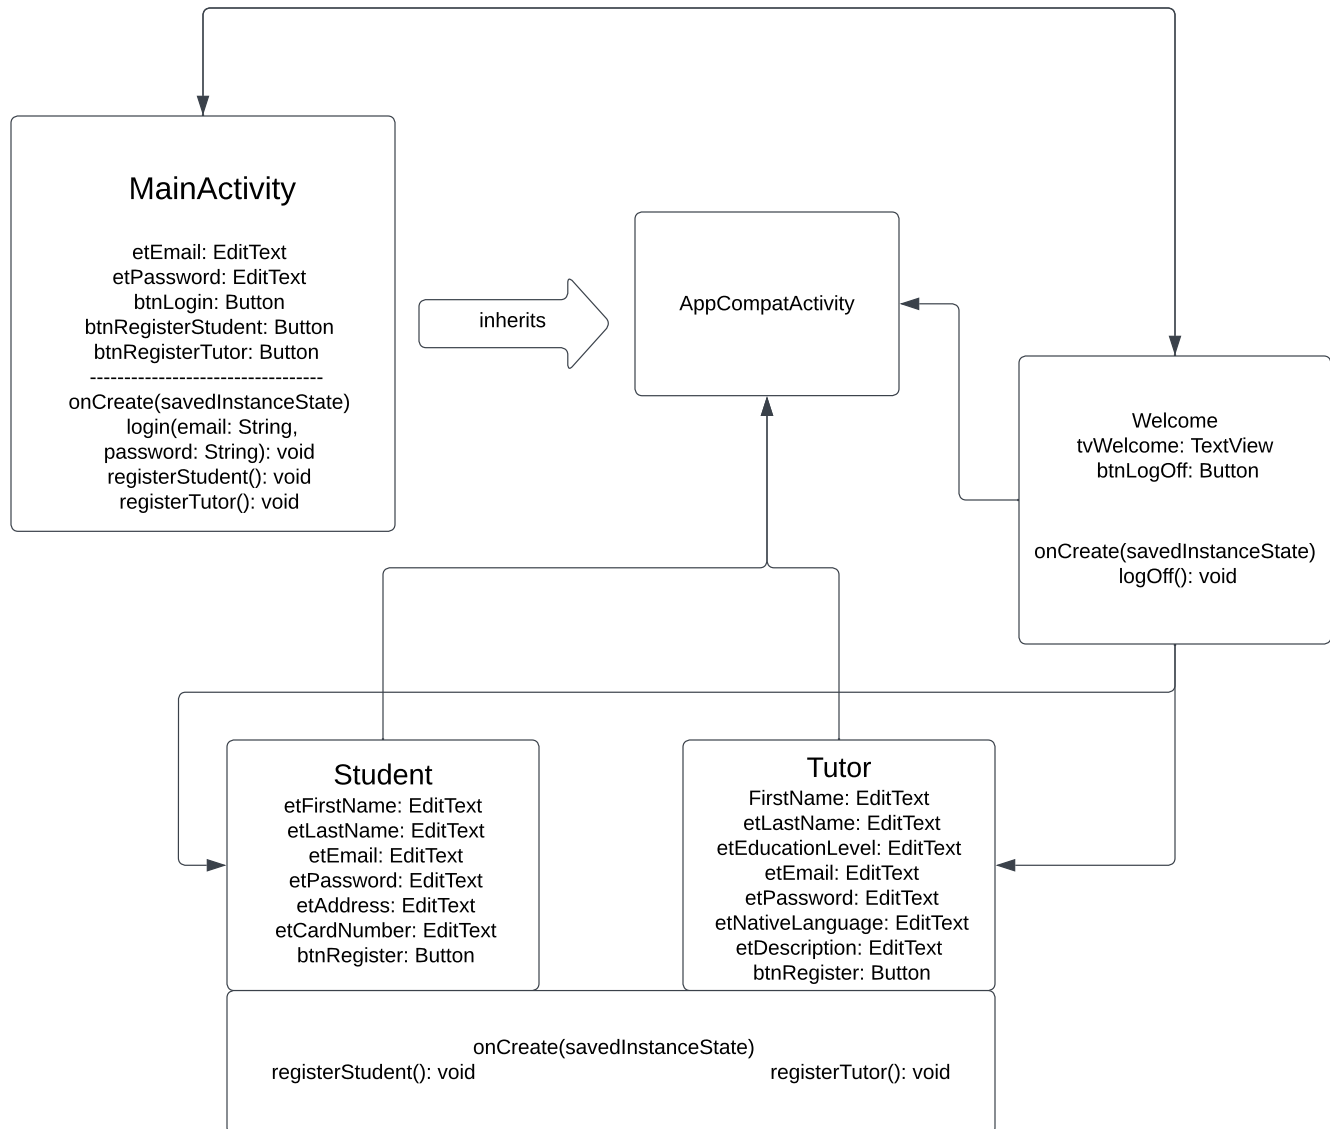 MainActivity
etEmail: EditText
etPassword: EditText
btnLogin: Button
btnRegisterStudent: Button
btnRegisterTutor: Button
----------------------------------
onCreate(savedInstanceState)
login(email: String,
password: String): void
registerStudent(): void
registerTutor(): void
inherits
AppCompatActivity
Welcome
tvWelcome: TextView
btnLogOff: Button
onCreate(savedInstanceState)
logOff(): void
Student
etFirstName: EditText
etLastName: EditText
etEmail: EditText
etPassword: EditText
etAddress: EditText
etCardNumber: EditText
btnRegister: Button
Tutor
FirstName: EditText
etLastName: EditText
etEducationLevel: EditText
etEmail: EditText
etPassword: EditText
etNativeLanguage: EditText
etDescription: EditText
btnRegister: Button
onCreate(savedInstanceState)
registerStudent(): void registerTutor(): void